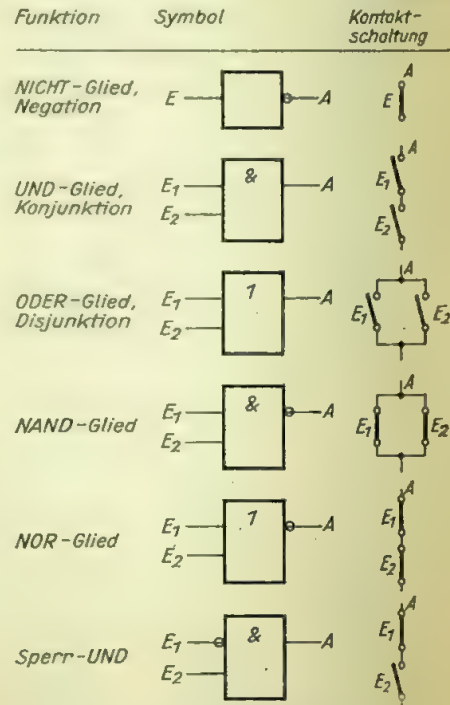 Funktion Symbol Kontakt-
schaltung
NICHT-Glied,
Negation
E A
A
E
UND-Glied,
Konjunktion
&
E1 A
E2
A
E1
E2
ODER-Glied,
Disjunktion
1
E1 A
E2
A
E1 E2
NAND-Glied
&
E1 A
E2
A
E1 E2
NOR-Glied
1
E1 A
E2
A
E1
E2
Sperr-UND
&
E1 A
E2
A
E1
E2